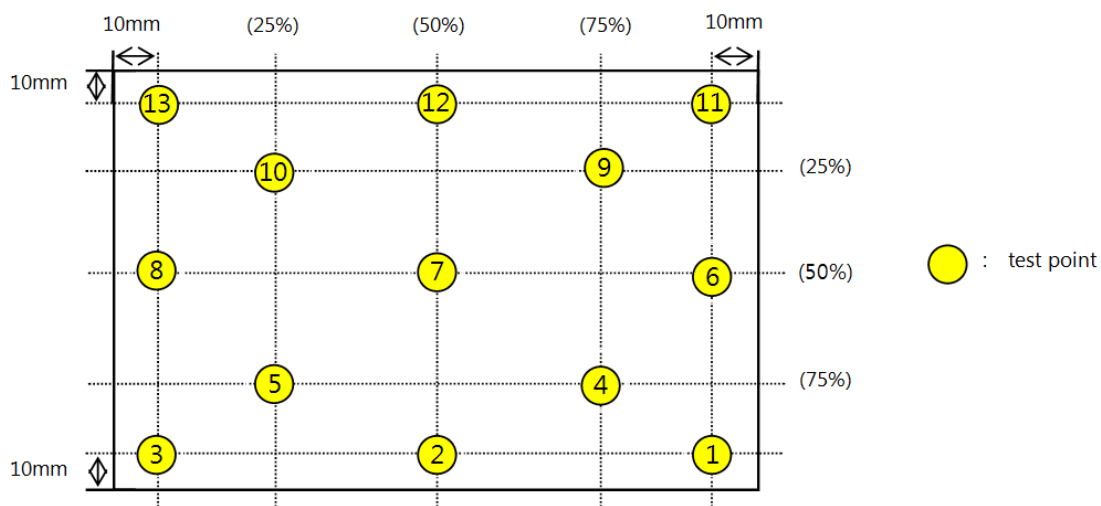 10mm (25%) (50%) (75%) 10mm
10mm
13 12 11
10 9 (25%)
8 7 6 (50%)
: test point
5 4 (75%)
3 2 1
10mm